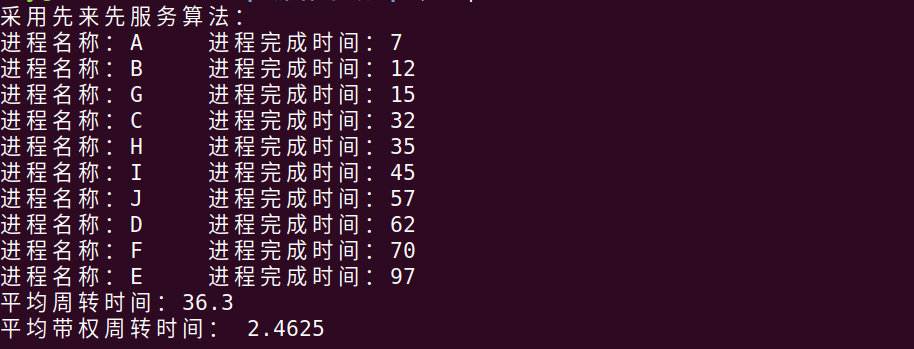 采用先来先服务算法：
进程名称：A 进程完成时间：7
进程名称：B 进程完成时间：12
进程名称：G 进程完成时间：15
进程名称：C 进程完成时间：32
进程名称：H 进程完成时间：35
进程名称：I 进程完成时间：45
进程名称：J 进程完成时间：57
进程名称：D 进程完成时间：62
进程名称：F 进程完成时间：70
进程名称：E 进程完成时间：97
平均周转时间：36.3
平均带权周转时间： 2.4625